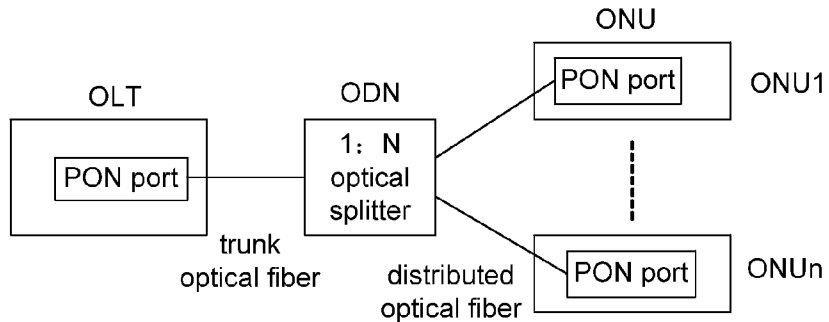 ONU
PON port
ONU1
OLT
ODN
1: N
optical
splitter
PON port
trunk
optical fiber
distributed
optical fiber
PON port
ONUn